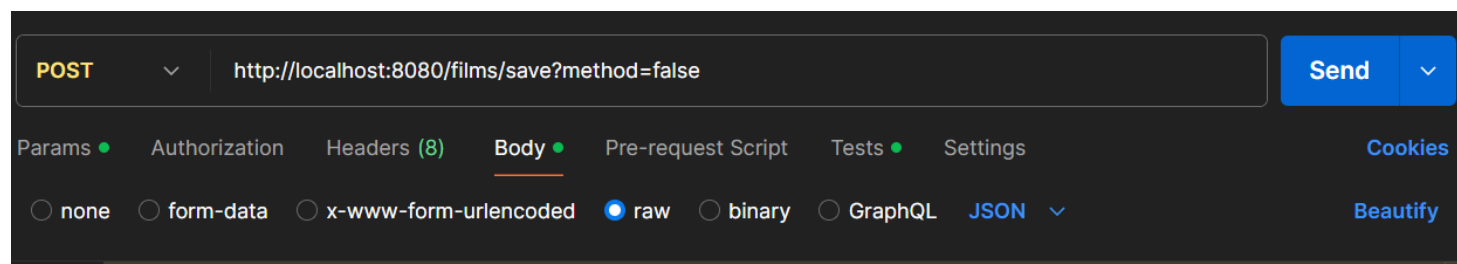 POST http://localhost:8080/films/save?method=false Send
Params Authorization Headers (8) Body Pre-request Script Tests Settings Cookies
none form-data x-www-form-urlencoded raw binary GraphQL JSON Beautify